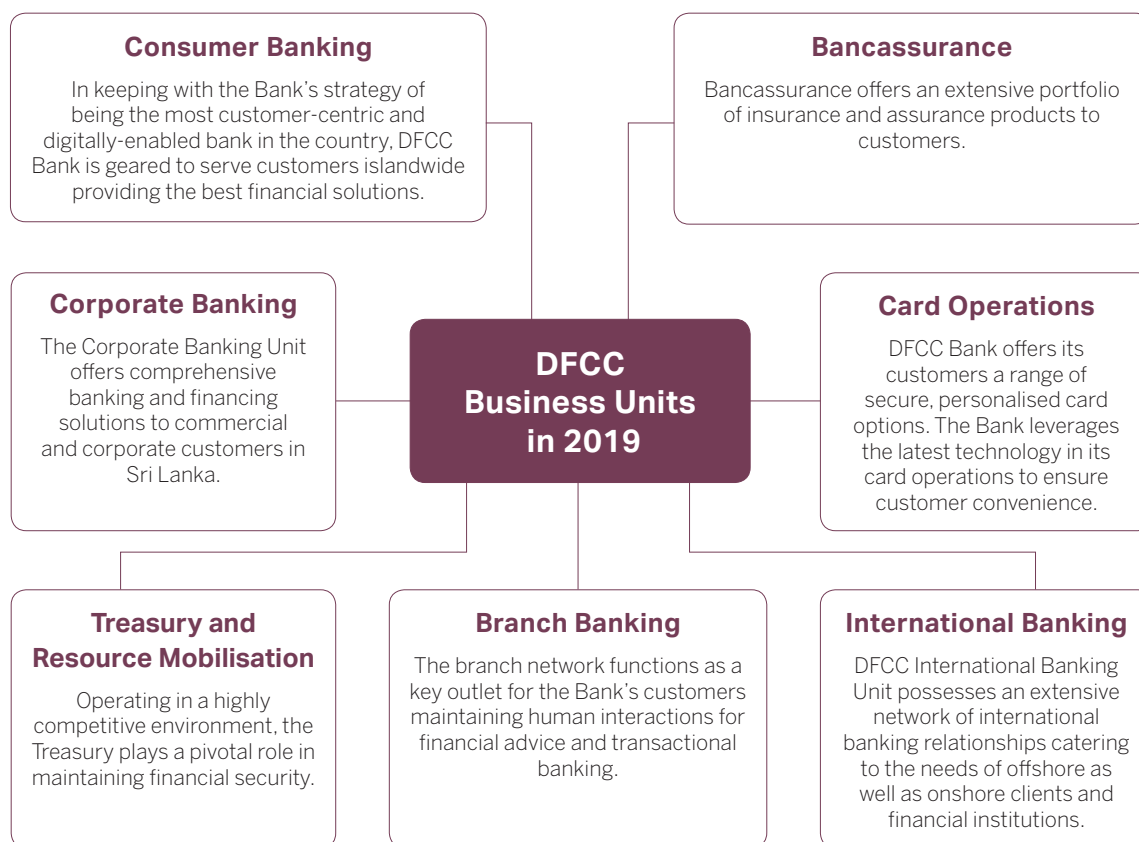 Consumer Banking
In keeping with the Bank’s strategy of
being the most customer-centric and
digitally-enabled bank in the country, DFCC
Bank is geared to serve customers islandwide
providing the best financial solutions.
Bancassurance
Bancassurance offers an extensive portfolio
of insurance and assurance products to
customers.
Corporate Banking
The Corporate Banking Unit
offers comprehensive
banking and financing
solutions to commercial
and corporate customers in
Sri Lanka.
DFCC
Business Units
in 2019
Card Operations
DFCC Bank offers its
customers a range of
secure, personalised card
options. The Bank leverages
the latest technology in its
card operations to ensure
customer convenience.
Treasury and
Resource Mobilisation
Operating in a highly
competitive environment, the
Treasury plays a pivotal role in
maintaining financial security.
Branch Banking
The branch network functions as a
key outlet for the Bank’s customers
maintaining human interactions for
financial advice and transactional
banking.
International Banking
DFCC International Banking
Unit possesses an extensive
network of international
banking relationships catering
to the needs of offshore as
well as onshore clients and
financial institutions.